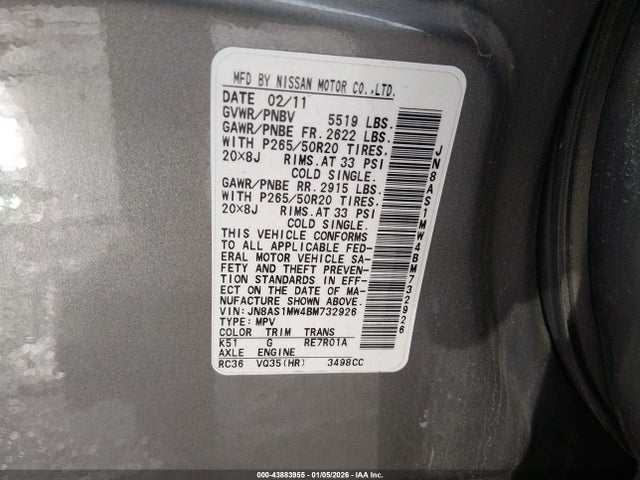 MFD BY NISSAN MOTOR CO.,LTD.
DATE 02/11
GVWR/PNBV 5519 LBS.
GAWR/PNBE FR. 2622 LBS.
WITH P265/50R20 TIRES.
20×8J RIMS. AT 33 PSI
COLD SINGLE.
GAWR/PNBE RR. 2915 LBS.
WITH P265/50R20 TIRES.
20×8J RIMS. AT 33 PSI
COLD SINGLE.
THIS VEHICLE CONFORMS
TO ALL APPLICABLE FED-
ERAL MOTOR VEHICLE SA-
FETY AND THEFT PREVEN-
TION STANDARDS IN EFF-
ECT ON THE DATE OF MA-
NUFACTURE SHOWN ABOVE.
VIN: JN8AS1MW4BM732926
TYPE: MPV
COLOR TRIM TRANS
K51 G RE7R01A
AXLE ENGINE
RC36 VQ35(HR) 3498CC
JN8AS1MW4BM732926
000-43883955 - 01/05/2026 - IAA Inc.